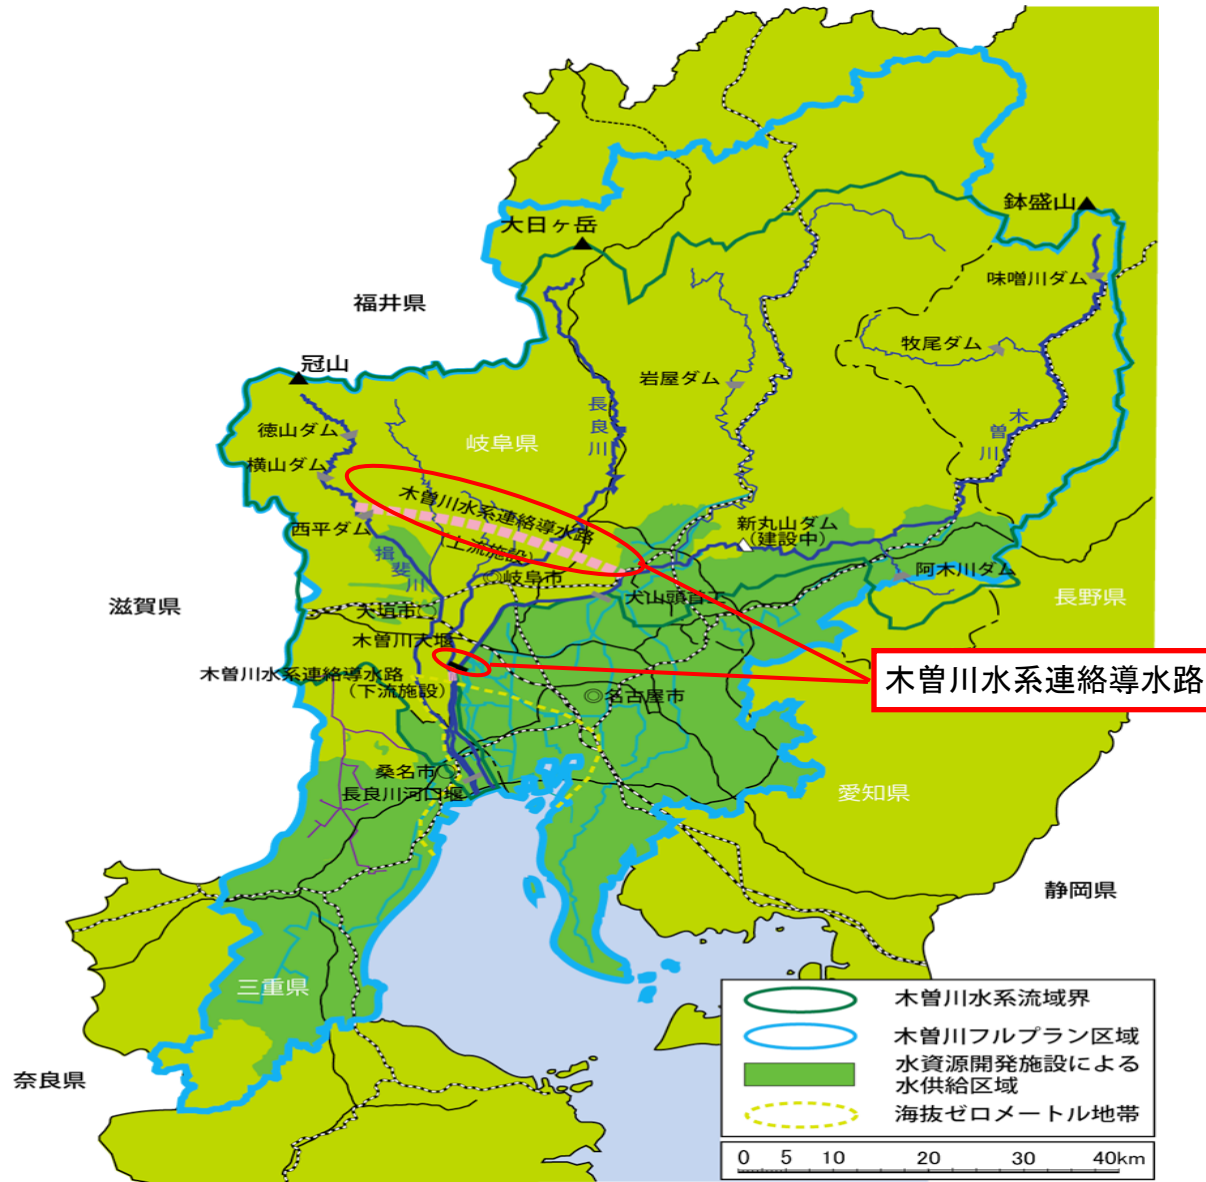 鉢盛山
大日ヶ岳
味噌川ダム
福井県
牧尾ダム
冠山
岩屋ダム
長良川
木曽川
徳山ダム
岐阜県
横山ダム
木曽川水系連絡導水路
(上流施設)
西平ダム
新丸山ダム
(建設中)
揖斐川
岐阜市
阿木川ダム
滋賀県
大垣市
犬山頭首工
長野県
木曽川大堰
木曽川水系連絡導水路
(下流施設)
木曽川水系連絡導水路
名古屋市
桑名市
長良川河口堰
愛知県
静岡県
三重県
奈良県
木曽川水系流域界
木曽川フルプラン区域
水資源開発施設による
水供給区域
海抜ゼロメートル地帯
0 5 10 20 30 40km